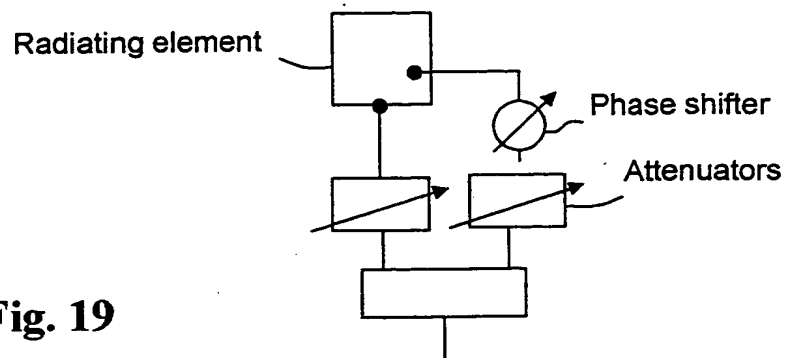 Radiating element
Phase shifter
Attenuators
Fig. 19